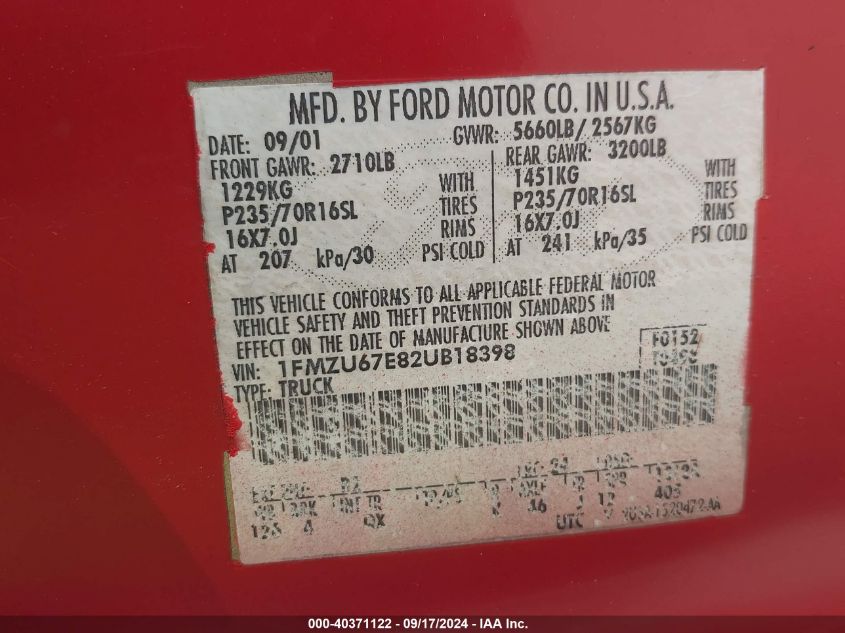 MFD. BY FORD MOTOR CO. IN U.S.A.
DATE: 09/01 GVWR: 5660LB/ 2567KG
FRONT GAWR: 2710LB REAR GAWR: 3200LB
1229KG WITH 1451KG WITH
P235/70R16SL TIRES P235/70R16SL TIRES
16X7.0J RIMS 16X7.0J RIMS
AT 207 kPa/30 PSI COLD AT 241 kPa/35 PSI COLD
THIS VEHICLE CONFORMS TO ALL APPLICABLE FEDERAL MOTOR
VEHICLE SAFETY AND THEFT PREVENTION STANDARDS IN
EFFECT ON THE DATE OF MANUFACTURE SHOWN ABOVE
VIN: 1FMZU67E82UB18398 F0152
TYPE: TRUCK
INT TR
4 UTC
000-40371122 - 09/17/2024 - IAA Inc.